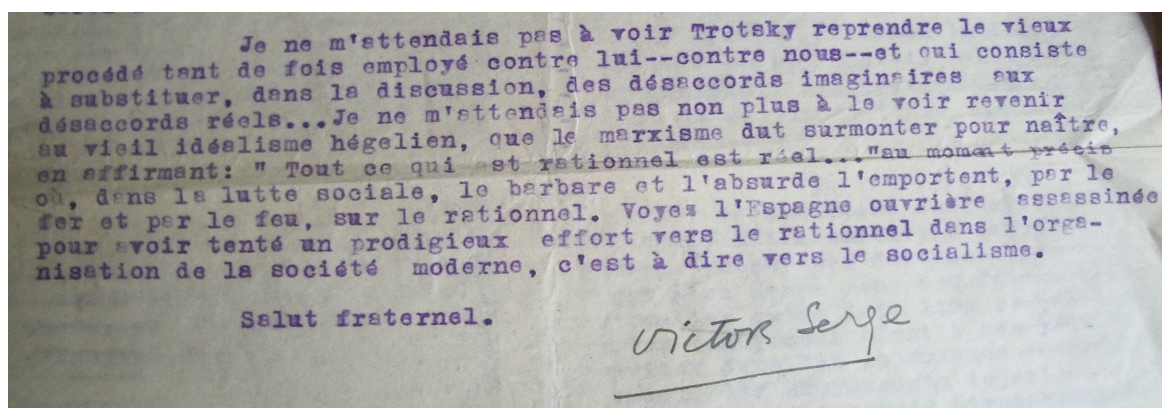 Je ne m'attendais pas à voir Trotsky reprendre le vieux
procédé tant de fois employé contre lui--contre nous--et qui consiste
à substituer, dans la discussion, des désaccords imaginaires aux
désaccords réels...Je ne m'attendais pas non plus à le voir revenir
au vieil idéalisme hégelien, que le marxisme dut surmonter pour naître,
en affirmant: " Tout ce qui est rationnel est réel..."au moment précis
où, dans la lutte sociale, le barbare et l'absurde l'emportent, par le
fer et par le feu, sur le rationnel. Voyez l'Espagne ouvrière assassinée
pour avoir tenté un prodigieux effort vers le rationnel dans l'orga-
nisation de la société moderne, c'est à dire vers le socialisme.
Salut fraternel.
Victor Serge